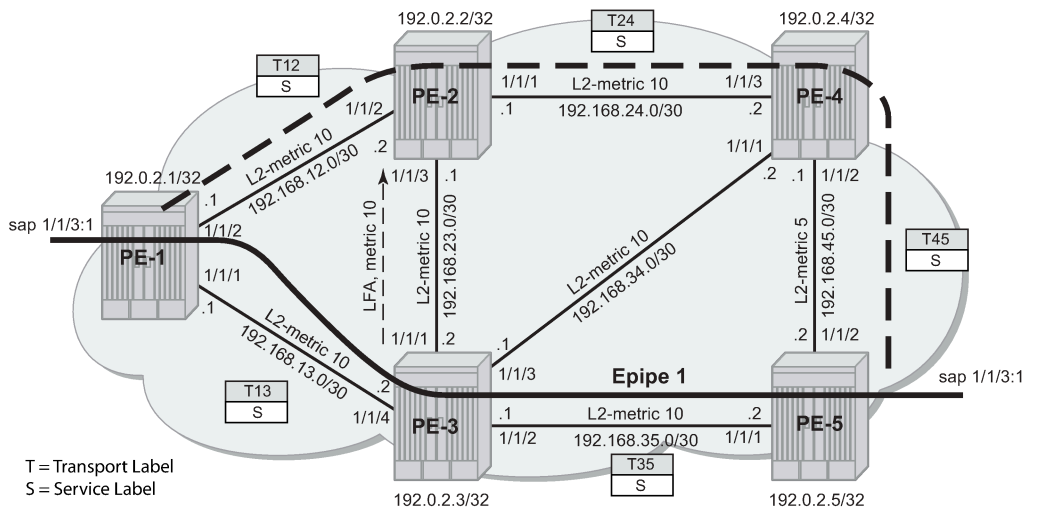 192.0.2.2/32
T24
S
192.0.2.4/32
T12
S
1/1/1
L2-metric 10
1/1/3
PE-2
PE-4
1/1/2
.1
192.168.24.0/30
.2
.2
L2-metric 10
192.168.12.0/30
1/1/1
192.0.2.1/32
.1
1/1/3
.1
.2
.1
1/1/2
sap 1/1/3:1
1/1/2
PE-1
LFA, metric 10
L2-metric 10
192.168.23.0/30
L2-metric 10
192.168.34.0/30
L2-metric 5
192.168.45.0/30
T45
S
1/1/1
.1
L2-metric 10
192.168.13.0/30
1/1/1
.2
.1
.2
1/1/2
1/1/3
Epipe 1
sap 1/1/3:1
T13
S
.2
1/1/4
PE-3
.1
L2-metric 10
.2
PE-5
1/1/2
192.168.35.0/30
1/1/1
T35
S
T = Transport Label
S = Service Label
192.0.2.3/32
192.0.2.5/32